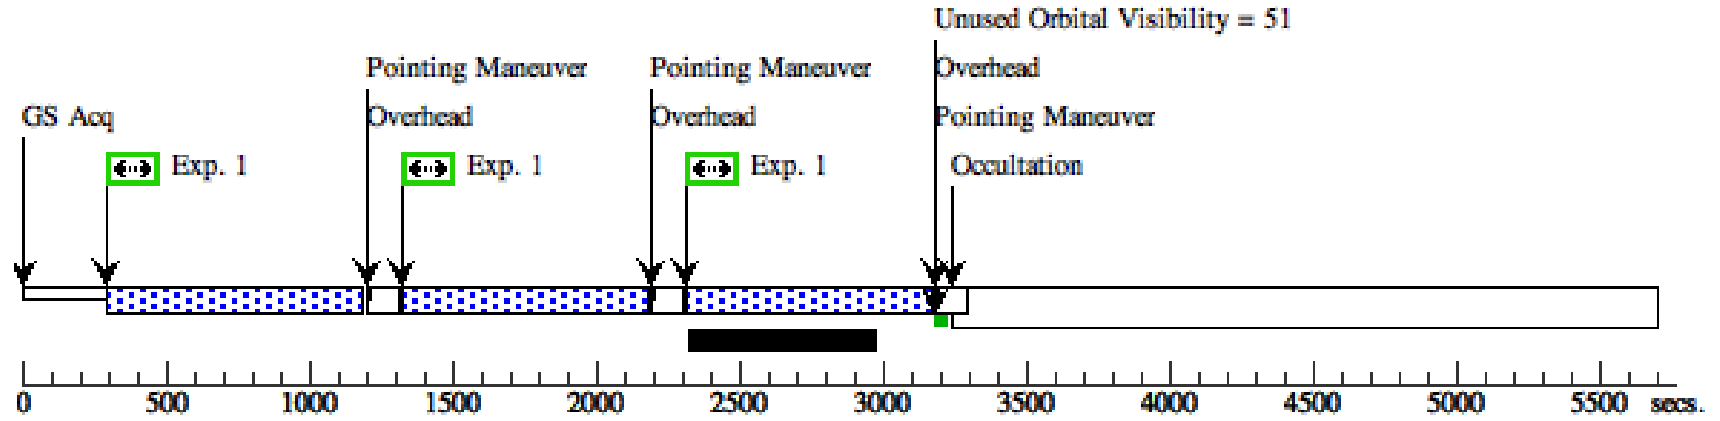 Unused Orbital Visibility = 51
Pointing Maneuver
Pointing Maneuver
Overhead
GS Acq
Overhead
Overhead
Pointing Maneuver
Exp. 1
Exp. 1
Exp. 1
Occultation
0 500 1000 1500 2000 2500 3000 3500 4000 4500 5000 5500 secs.